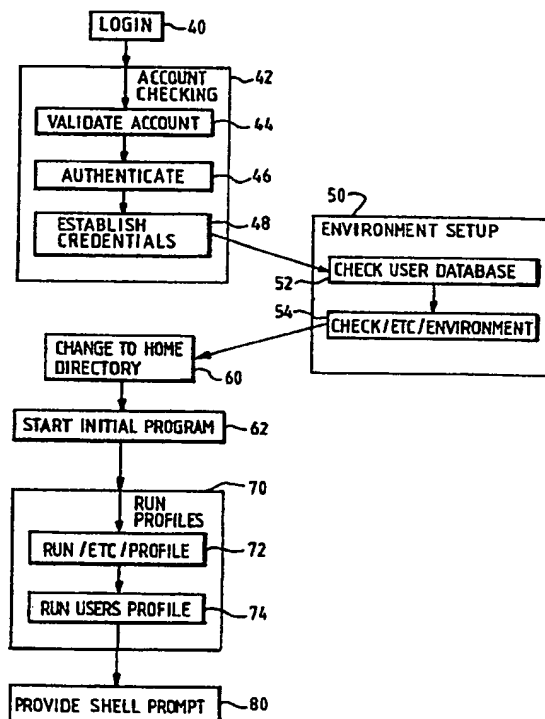 LOGIN
40
ACCOUNT
CHECKING
42
VALIDATE ACCOUNT
44
AUTHENTICATE
46
ESTABLISH
CREDENTIALS
48
50
ENVIRONMENT SETUP
CHECK USER DATABASE
52
54
CHECK/ETC/ENVIRONMENT
CHANGE TO HOME
DIRECTORY
60
START INITIAL PROGRAM
62
70
RUN
PROFILES
RUN /ETC/PROFILE
72
RUN USERS PROFILE
74
PROVIDE SHELL PROMPT
80